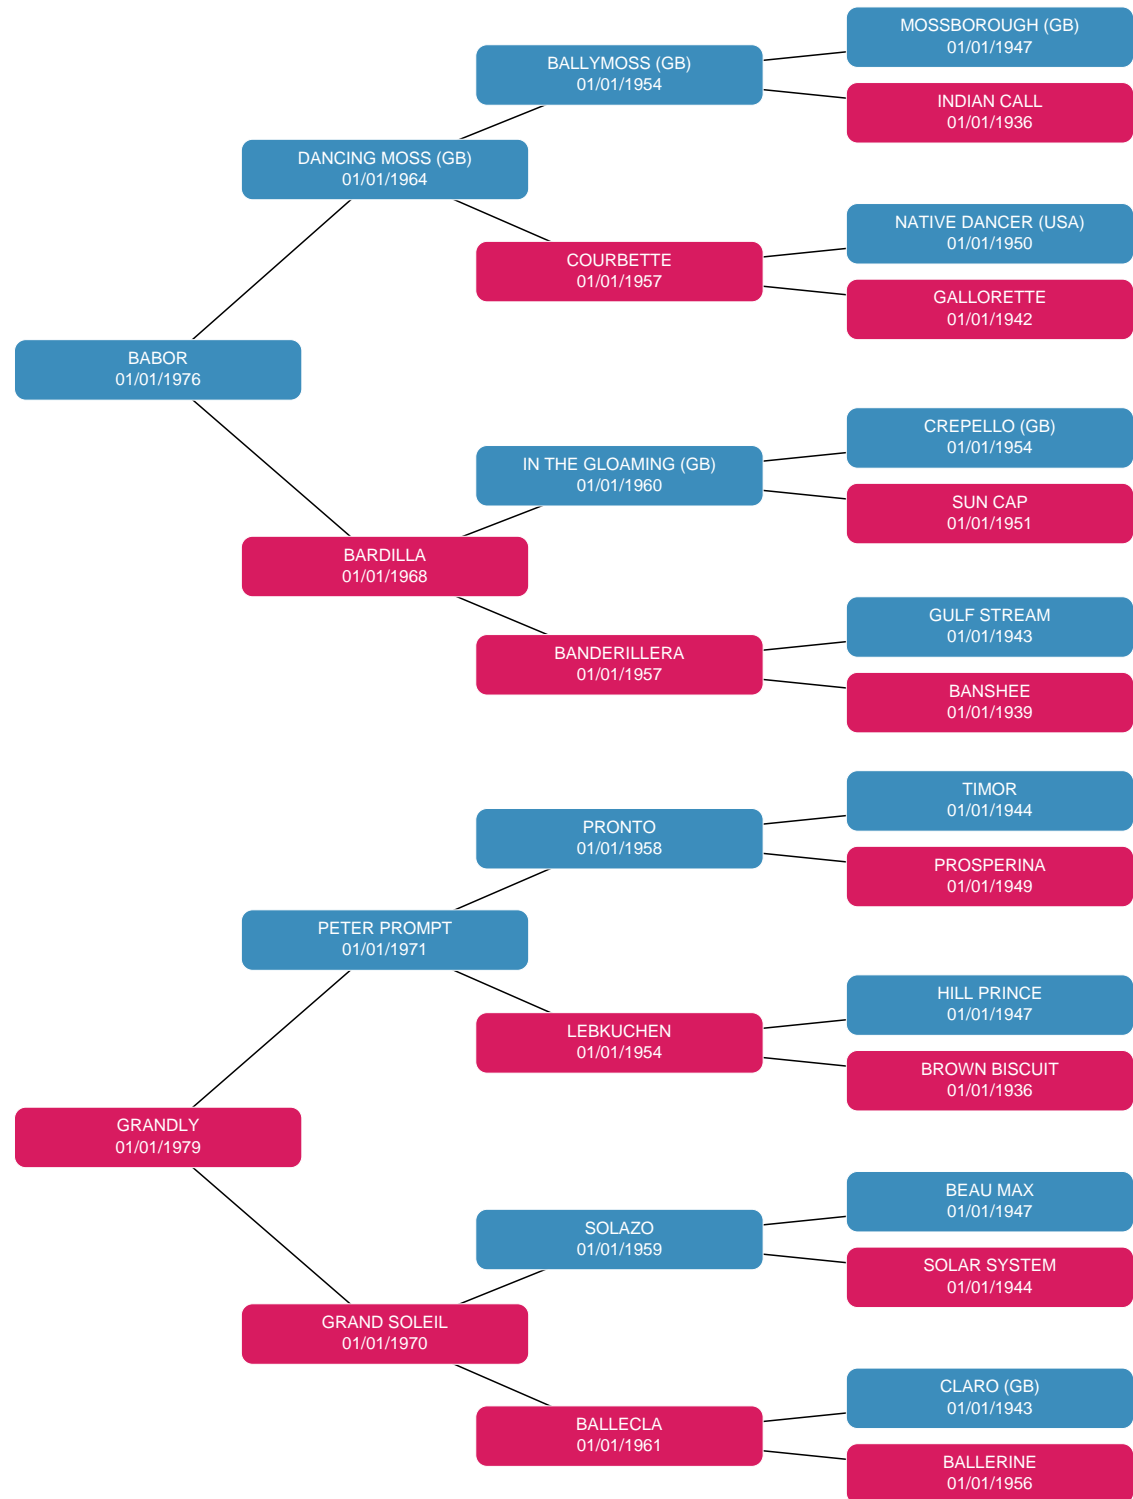 MOSSBOROUGH (GB)
01/01/1947
BALLYMOSS (GB)
01/01/1954
INDIAN CALL
01/01/1936
DANCING MOSS (GB)
01/01/1964
NATIVE DANCER (USA)
01/01/1950
COURBETTE
01/01/1957
GALLORETTE
01/01/1942
BABOR
01/01/1976
CREPELLO (GB)
01/01/1954
IN THE GLOAMING (GB)
01/01/1960
SUN CAP
01/01/1951
BARDILLA
01/01/1968
GULF STREAM
01/01/1943
BANDERILLERA
01/01/1957
BANSHEE
01/01/1939
TIMOR
01/01/1944
PRONTO
01/01/1958
PROSPERINA
01/01/1949
PETER PROMPT
01/01/1971
HILL PRINCE
01/01/1947
LEBKUCHEN
01/01/1954
BROWN BISCUIT
01/01/1936
GRANDLY
01/01/1979
BEAU MAX
01/01/1947
SOLAZO
01/01/1959
SOLAR SYSTEM
01/01/1944
GRAND SOLEIL
01/01/1970
CLARO (GB)
01/01/1943
BALLECLA
01/01/1961
BALLERINE
01/01/1956